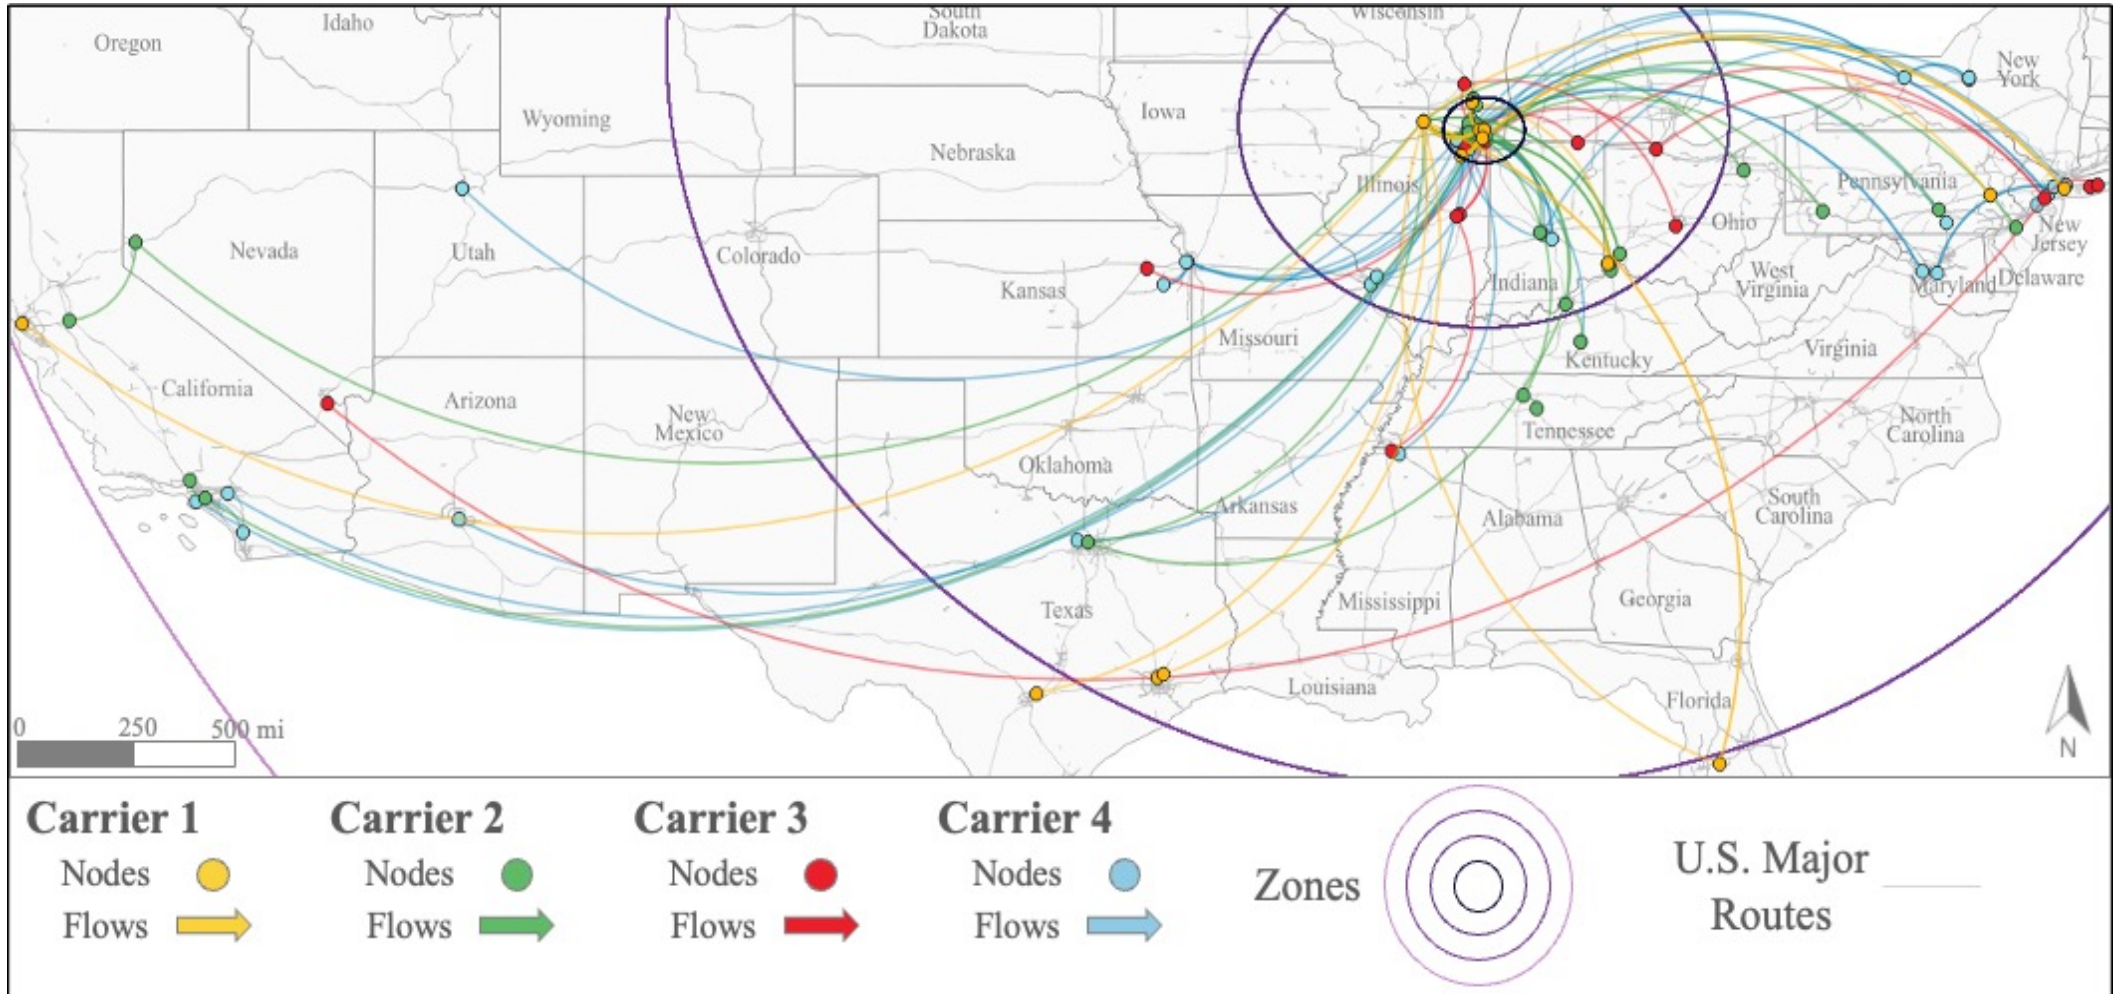 South
Dakota
Wisconsin
Idaho
Oregon
New
York
Wyoming
Iowa
Nebraska
Illinois
Pennsylvania
Ohio
New
Jersey
Nevada
Utah
Colorado
Kansas
Indiana
West
Virginia
Maryland
Delaware
Missouri
Kentucky
Virginia
California
Arizona
New
Mexico
Tennessee
North
Carolina
Oklahoma
Arkansas
Alabama
South
Carolina
Texas
Mississippi
Georgia
Louisiana
Florida
0 250 500 mi
N
Carrier 1
Nodes
Flows
Carrier 2
Nodes
Flows
Carrier 3
Nodes
Flows
Carrier 4
Nodes
Flows
Zones
U.S. Major
Routes